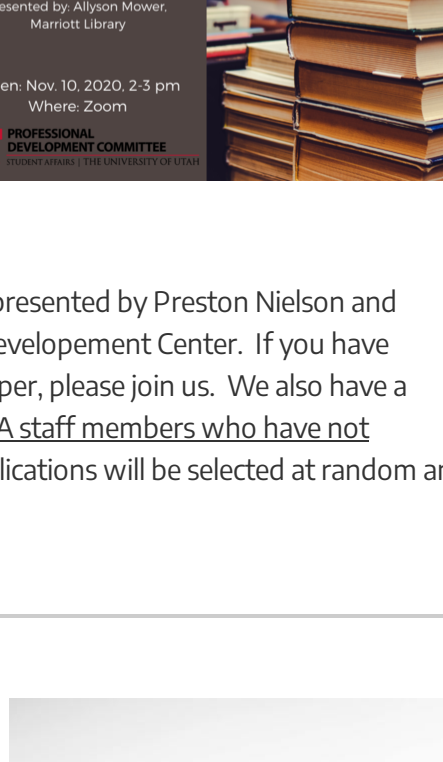 esented by: Allyson Mower,
Marriott Library
en: Nov. 10, 2020, 2-3 pm
Where: Zoom
PROFESSIONAL
DEVELOPMENT COMMITTEE
STUDENT AFFAIRS | THE UNIVERSITY OF UTAH
presented by Preston Nielson and
evelopement Center. If you have
per, please join us. We also have a
A staff members who have not
lications will be selected at random an